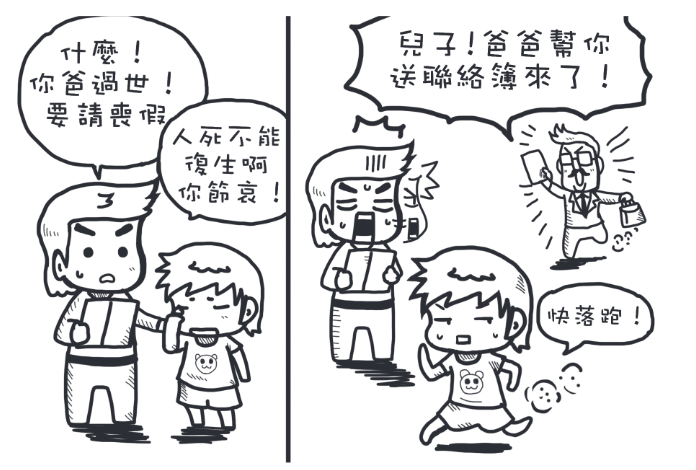 什麼！
你爸過世！
要請喪假
人死不能
復生啊
你節哀！
兒子！爸爸幫你
送聯絡簿來了！
快落跑！